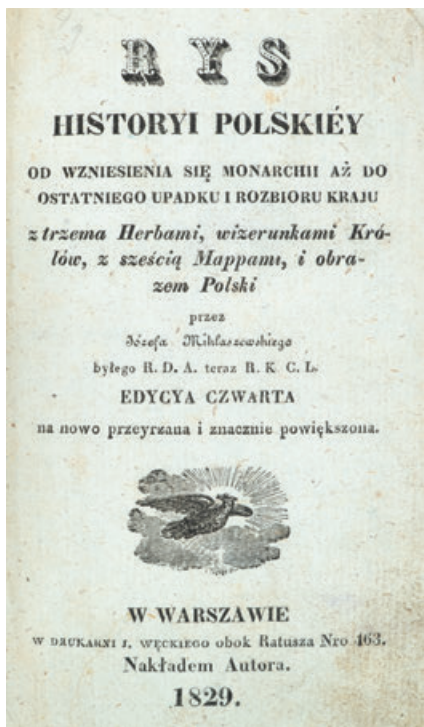 RYS
HISTORYI POLSKIÉY
OD WZNIESIENIA SIĘ MONARCHII AŻ DO
OSTATNIEGO UPADKU I ROZBIORU KRAJU
z trzema Herbami, wizerunkami Kró-
lów, z sześcią Mappami, i obra-
zem Polski
przez
Józefa Miklaszewskiego
byłego R. D. A. teraz R. K C. L.
EDYCYA CZWARTA
na nowo przeyrzana i znacznie powiększona.
W WARSZAWIE
W DRUKARNI J. WĘCKIEGO obok Ratusza Nro 463.
Nakładem Autora.
1829.